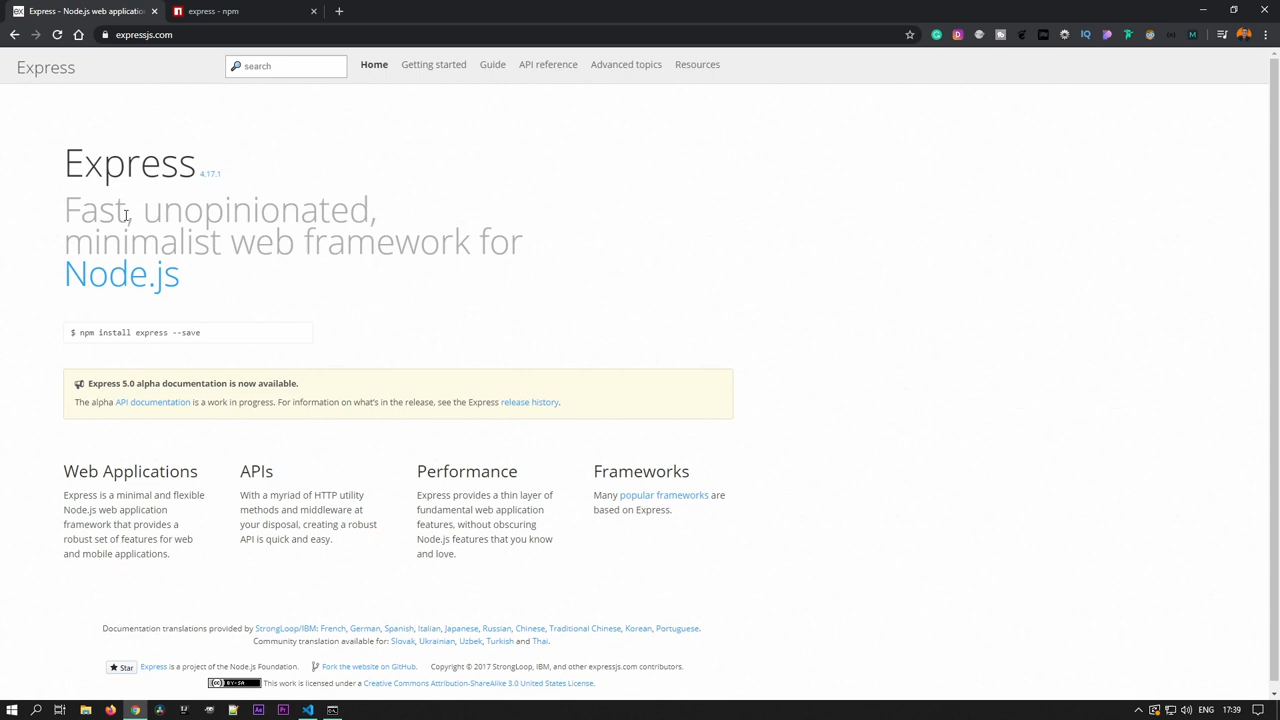 Express - Node.js web applicatio
express - npm
expressjs.com
Express
search
Home
Getting started
Guide
API reference
Advanced topics
Resources
Express 4.17.1
Fast, unopinionated,
minimalist web framework for
Node.js
$ npm install express --save
Express 5.0 alpha documentation is now available.
The alpha API documentation is a work in progress. For information on what's in the release, see the Express release history.
Web Applications
Express is a minimal and flexible
Node.js web application
framework that provides a
robust set of features for web
and mobile applications.
APIs
With a myriad of HTTP utility
methods and middleware at
your disposal, creating a robust
API is quick and easy.
Performance
Express provides a thin layer of
fundamental web application
features, without obscuring
Node.js features that you know
and love.
Frameworks
Many popular frameworks are
based on Express.
Documentation translations provided by StrongLoop/IBM: French, German, Spanish, Italian, Japanese, Russian, Chinese, Traditional Chinese, Korean, Portuguese.
Community translation available for: Slovak, Ukrainian, Uzbek, Turkish and Thai.
Star
Express is a project of the Node.js Foundation.
Fork the website on GitHub.
Copyright © 2017 StrongLoop, IBM, and other expressjs.com contributors.
(cc) BY-SA
This work is licensed under a Creative Commons Attribution-ShareAlike 3.0 United States License.
ENG
17:39